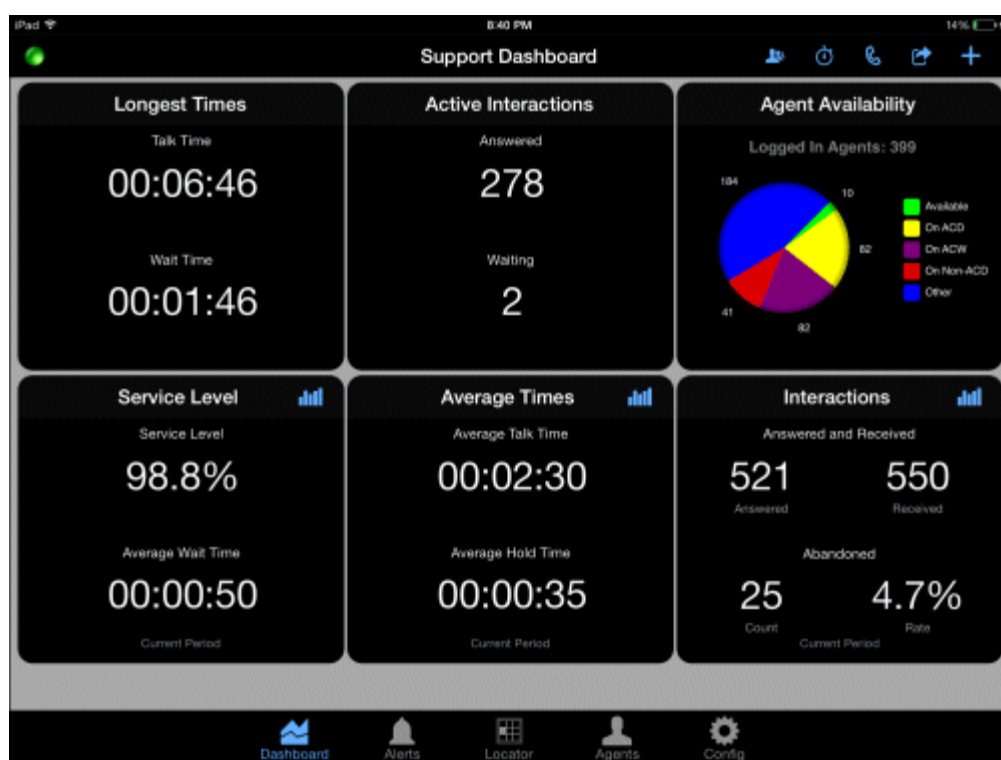 iPad 8:40 PM 14%
Support Dashboard
Longest Times
Talk Time
00:06:46
Wait Time
00:01:46
Active Interactions
Answered
278
Waiting
2
Agent Availability
Logged In Agents: 399
184
10
82
82
41
Available
On ACD
On ACW
On Non-ACD
Other
Service Level
Service Level
98.8%
Average Wait Time
00:00:50
Current Period
Average Times
Average Talk Time
00:02:30
Average Hold Time
00:00:35
Current Period
Interactions
Answered and Received
521 550
Answered Received
Abandoned
25 4.7%
Count Rate
Current Period
Dashboard Alerts Locator Agents Config